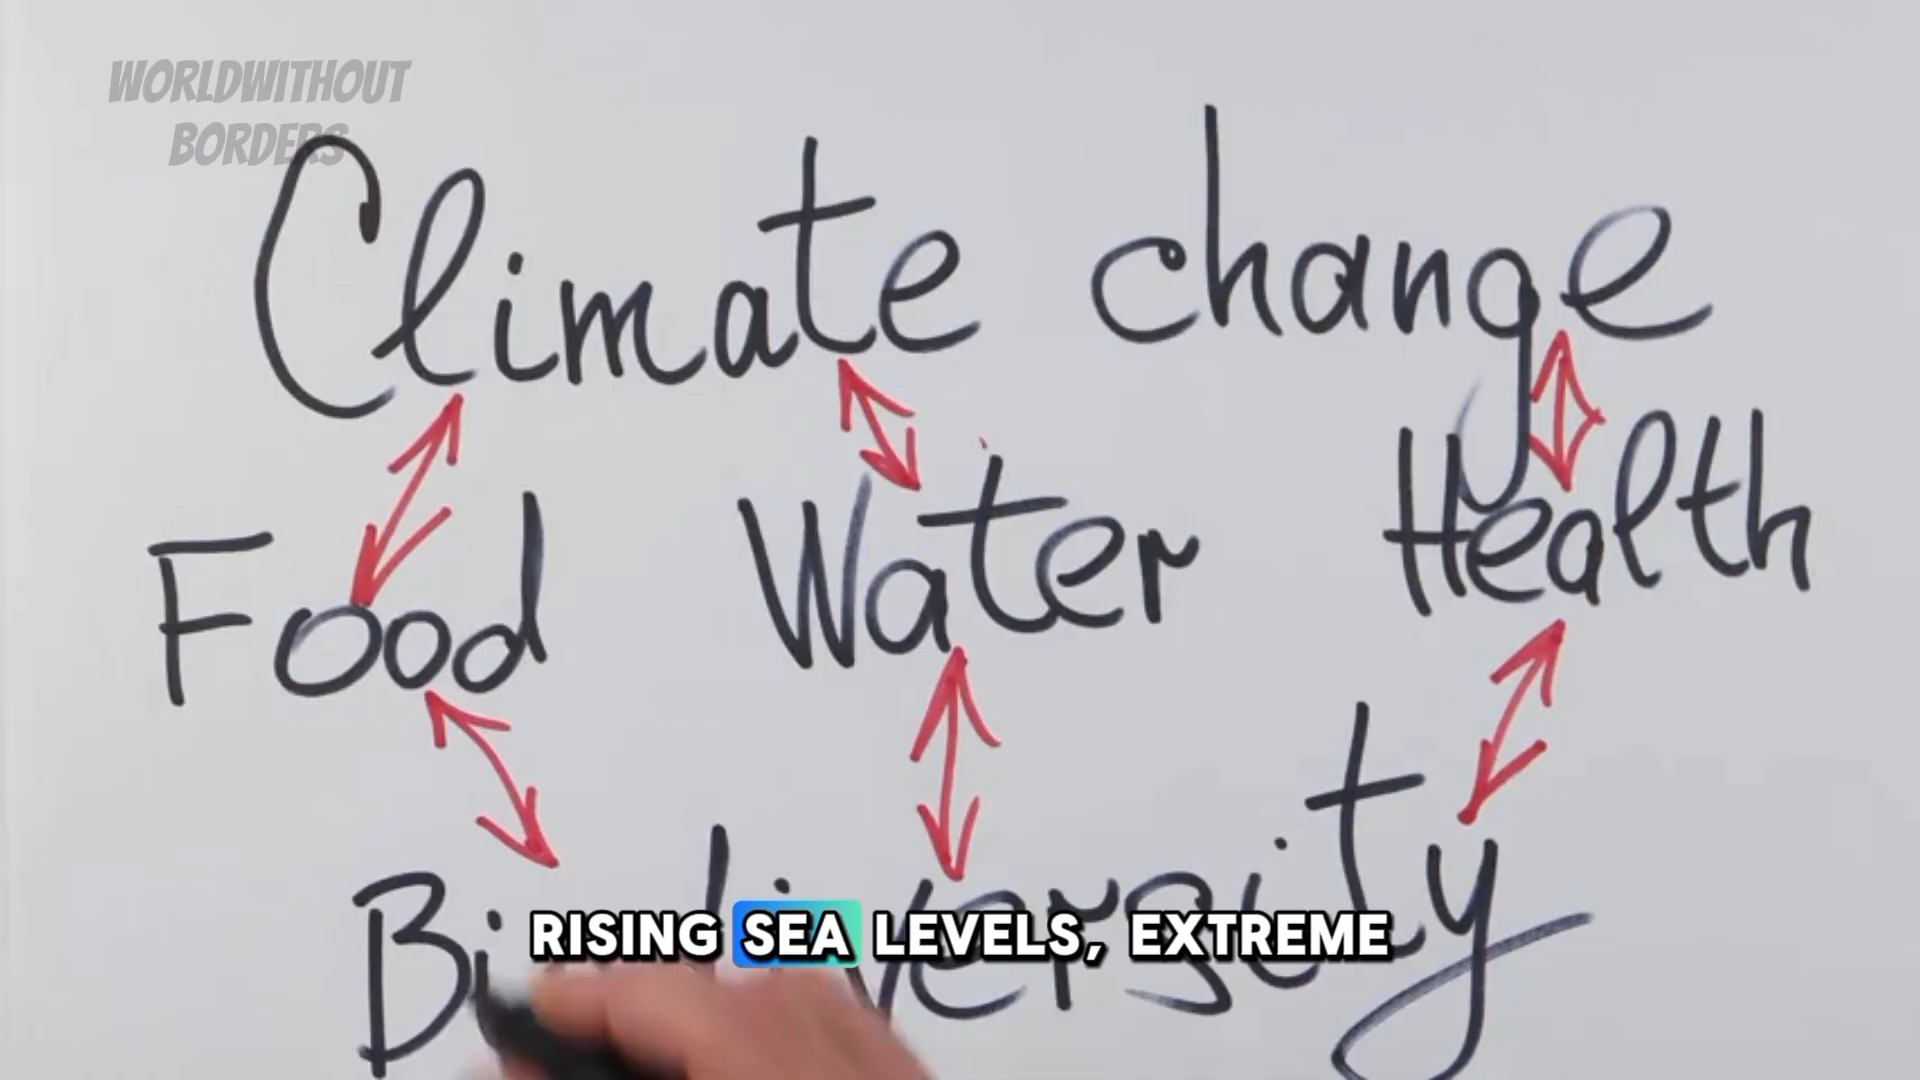 WORLDWITHOUT
BORDERS
Climate change
Food Water Health
Biodiversity
RISING SEA LEVELS, EXTREME